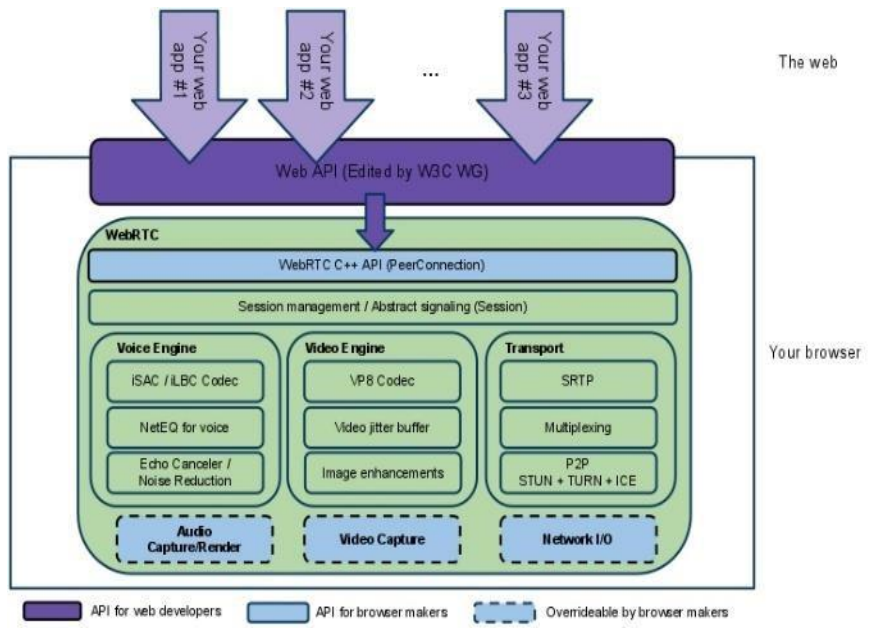 Your web
app #1
Your web
app #2
...
Your web
app #3
The web
Web API (Edited by W3C WG)
WebRTC
WebRTC C++ API (PeerConnection)
Session management / Abstract signaling (Session)
Voice Engine
iSAC / iLBC Codec
NetEQ for voice
Echo Canceler /
Noise Reduction
Video Engine
VP8 Codec
Video jitter buffer
Image enhancements
Transport
SRTP
Multiplexing
P2P
STUN + TURN + ICE
Your browser
Audio
Capture/Render
Video Capture
Network I/O
API for web developers
API for browser makers
Overrideable by browser makers